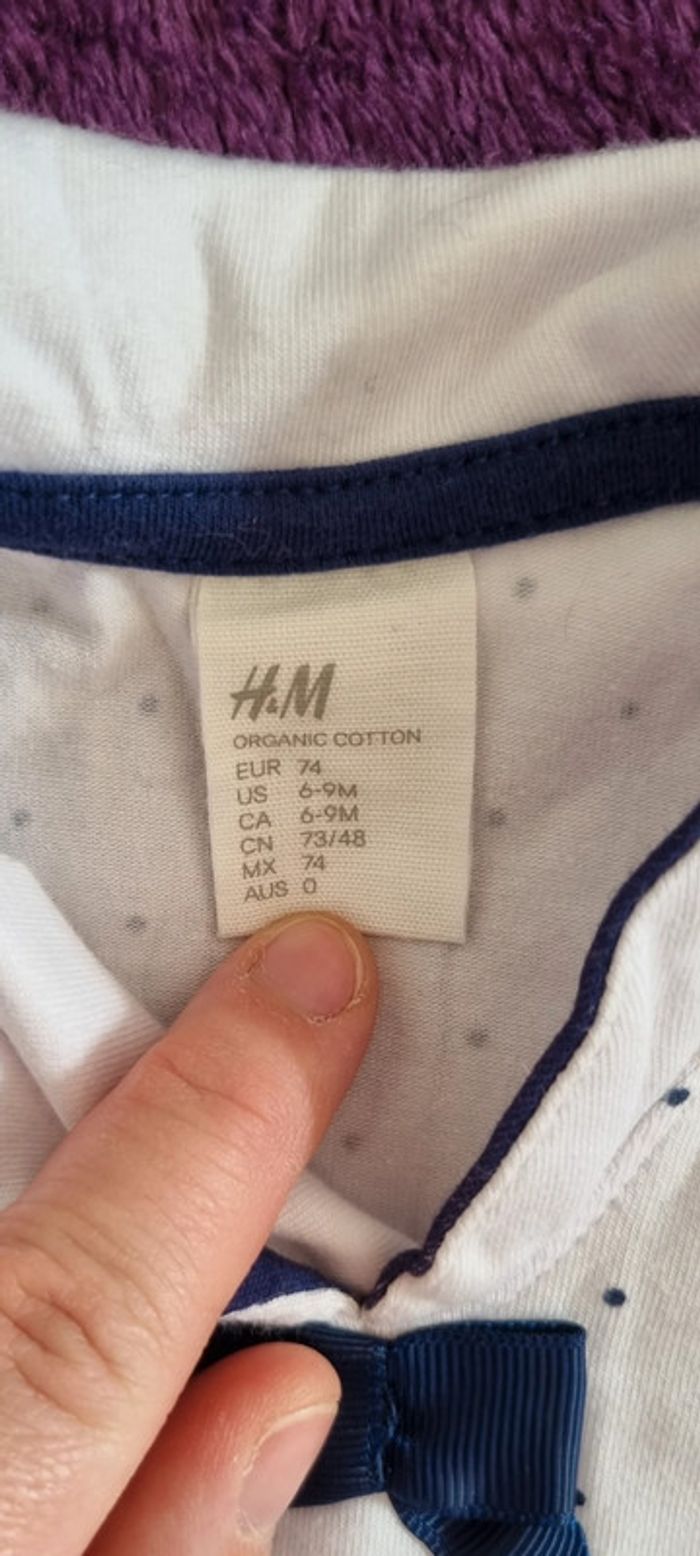 H&M
ORGANIC COTTON
EUR 74
US 6-9M
CA 6-9M
CN 73/48
MX 74
AUS 0